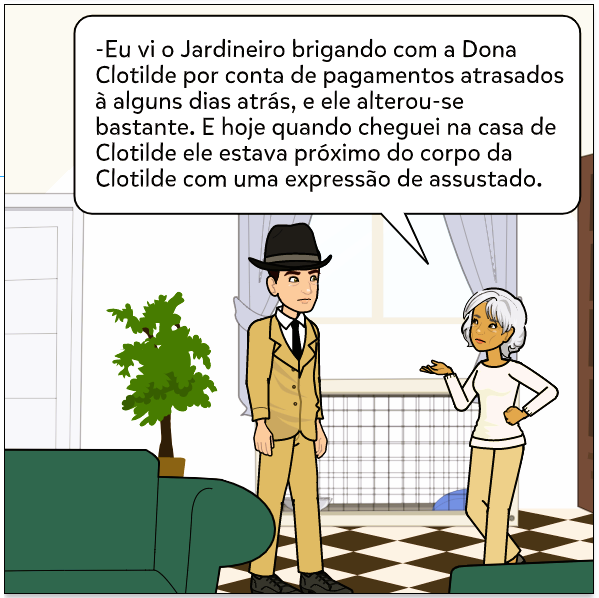 -Eu vi o Jardineiro brigando com a Dona
Clotilde por conta de pagamentos atrasados
à alguns dias atrás, e ele alterou-se
bastante. E hoje quando cheguei na casa de
Clotilde ele estava próximo do corpo da
Clotilde com uma expressão de assustado.